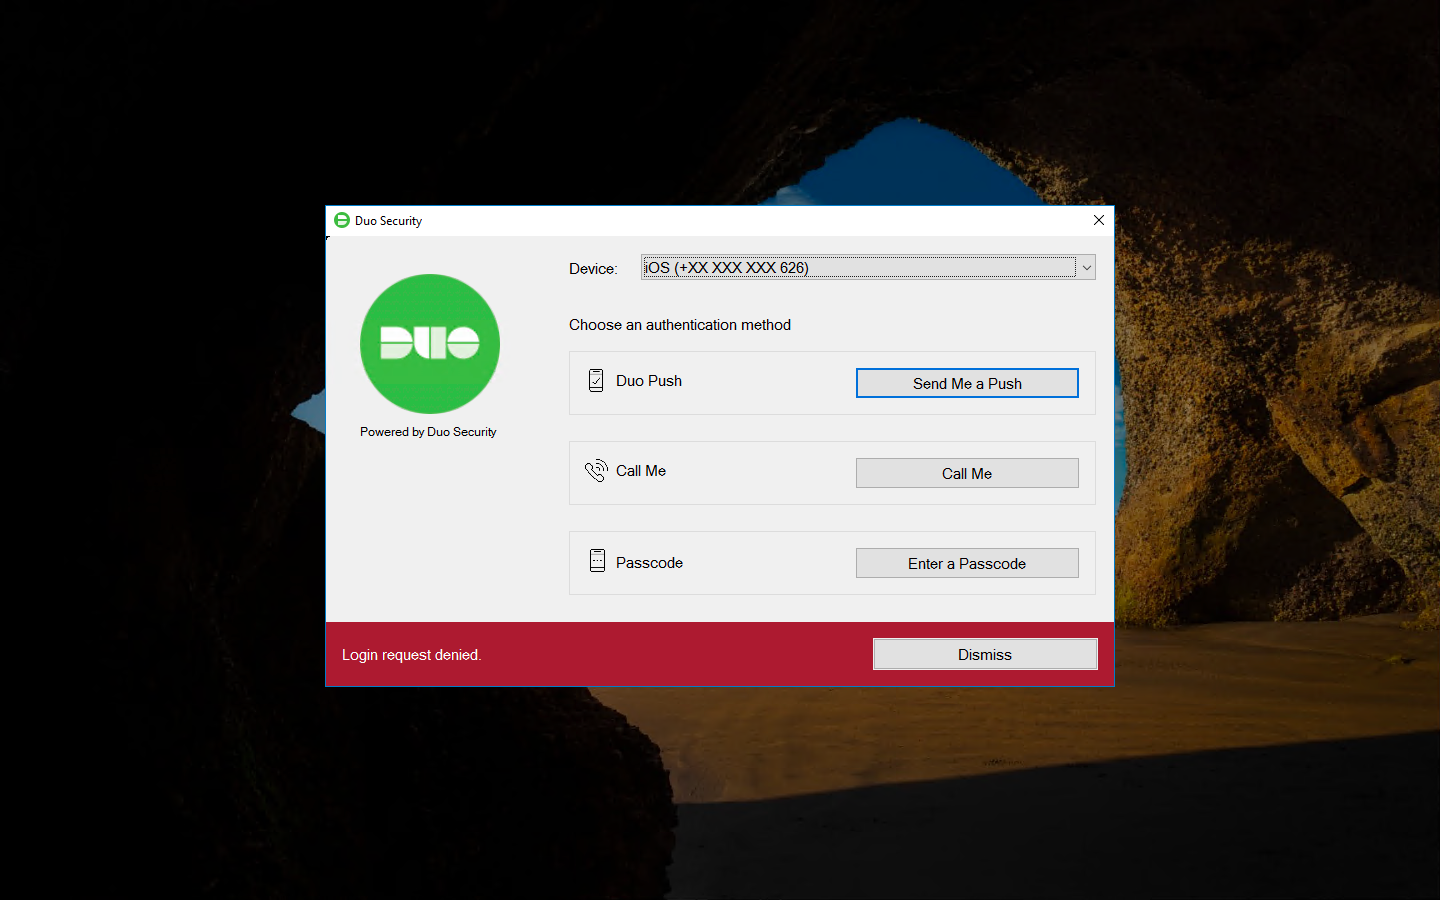 Duo Security
Device:
iOS (+XX XXX XXX 626)
DUO
Powered by Duo Security
Choose an authentication method
Duo Push
Send Me a Push
Call Me
Call Me
Passcode
Enter a Passcode
Login request denied.
Dismiss